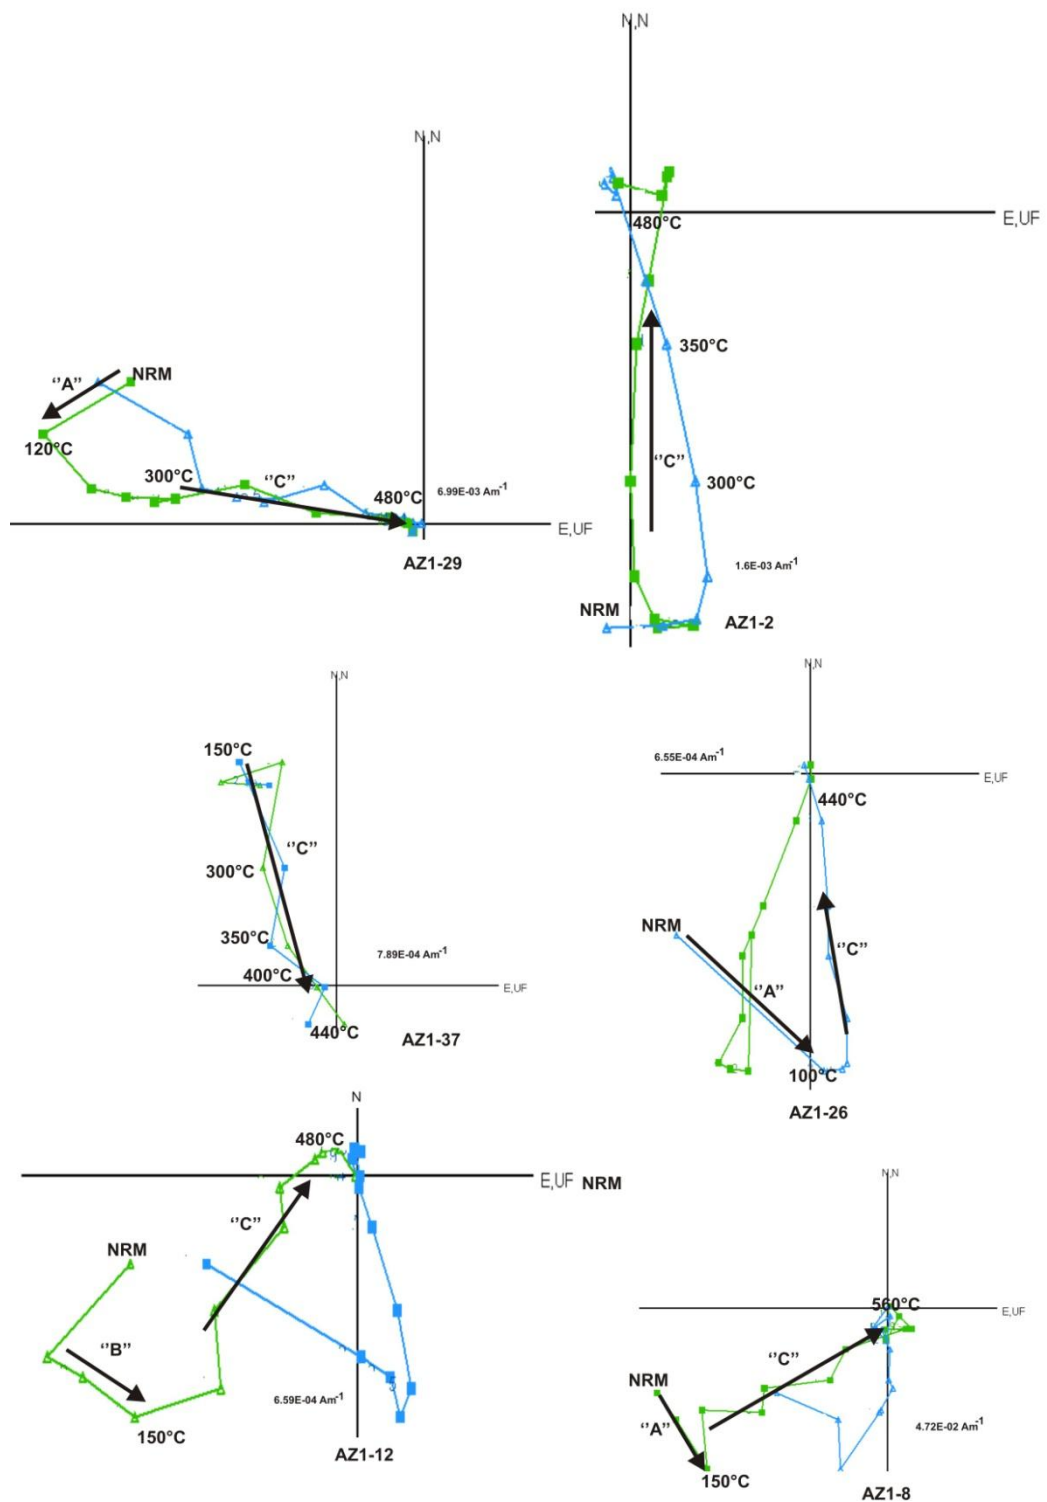 N,N
‘‘A’’
NRM
120°C
300°C
‘‘C’’
480°C
6.99E-03 Am-1
E,UF
AZ1-29
N,N
E,UF
480°C
350°C
‘‘C’’
300°C
1.6E-03 Am-1
NRM
AZ1-2
N,N
150°C
‘‘C’’
300°C
350°C
7.89E-04 Am-1
400°C
E,UF
440°C
AZ1-37
N,N
6.55E-04 Am-1
E,UF
440°C
NRM
‘‘C’’
‘‘A’’
100°C
AZ1-26
N
480°C
E,UF NRM
‘‘C’’
NRM
‘‘B’’
6.59E-04 Am-1
150°C
AZ1-12
N,N
560°C
E,UF
‘‘C’’
NRM
‘‘A’’
4.72E-02 Am-1
150°C
AZ1-8